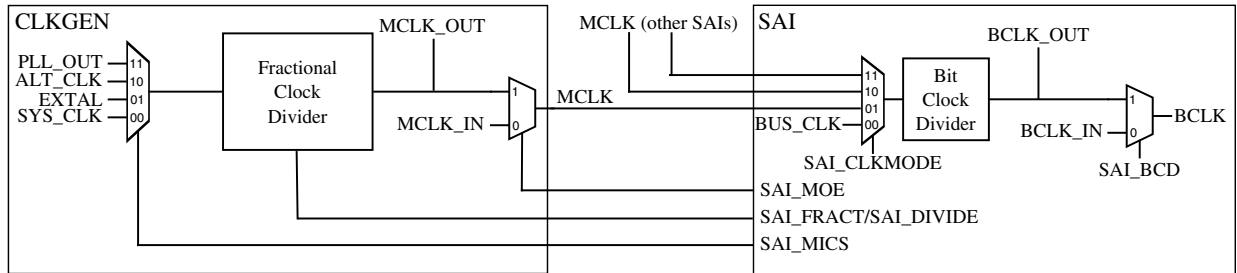 CLKGEN
PLL_OUT
ALT_CLK
EXTAL
SYS_CLK
11
10
01
00
Fractional
Clock
Divider
MCLK_OUT
MCLK_IN
1
0
MCLK
MCLK (other SAIs)
SAI
BUS_CLK
11
10
01
00
SAI_CLKMODE
Bit
Clock
Divider
BCLK_OUT
BCLK_IN
1
0
BCLK
SAI_BCD
SAI_MOE
SAI_FRACT/SAI_DIVIDE
SAI_MICS